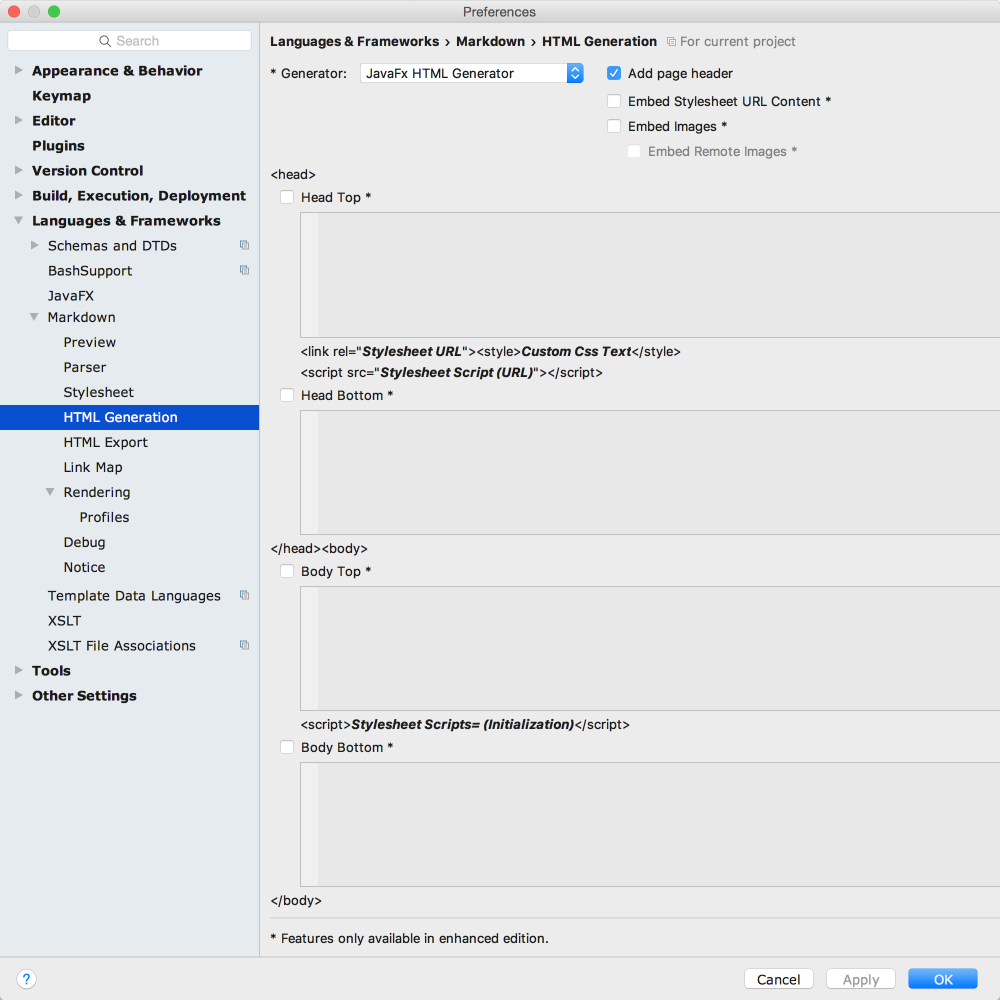 Preferences
Search
Appearance & Behavior
Keymap
Editor
Plugins
Version Control
Build, Execution, Deployment
Languages & Frameworks
Schemas and DTDs
BashSupport
JavaFX
Markdown
Preview
Parser
Stylesheet
HTML Generation
HTML Export
Link Map
Rendering
Profiles
Debug
Notice
Template Data Languages
XSLT
XSLT File Associations
Tools
Other Settings
Languages & Frameworks › Markdown › HTML Generation For current project
* Generator: JavaFx HTML Generator
Add page header
Embed Stylesheet URL Content *
Embed Images *
Embed Remote Images *
<head>
Head Top *
<link rel="Stylesheet URL"><style>Custom Css Text</style>
<script src="Stylesheet Script (URL)"></script>
Head Bottom *
</head><body>
Body Top *
<script>Stylesheet Scripts= (Initialization)</script>
Body Bottom *
</body>
* Features only available in enhanced edition.
? Cancel Apply OK